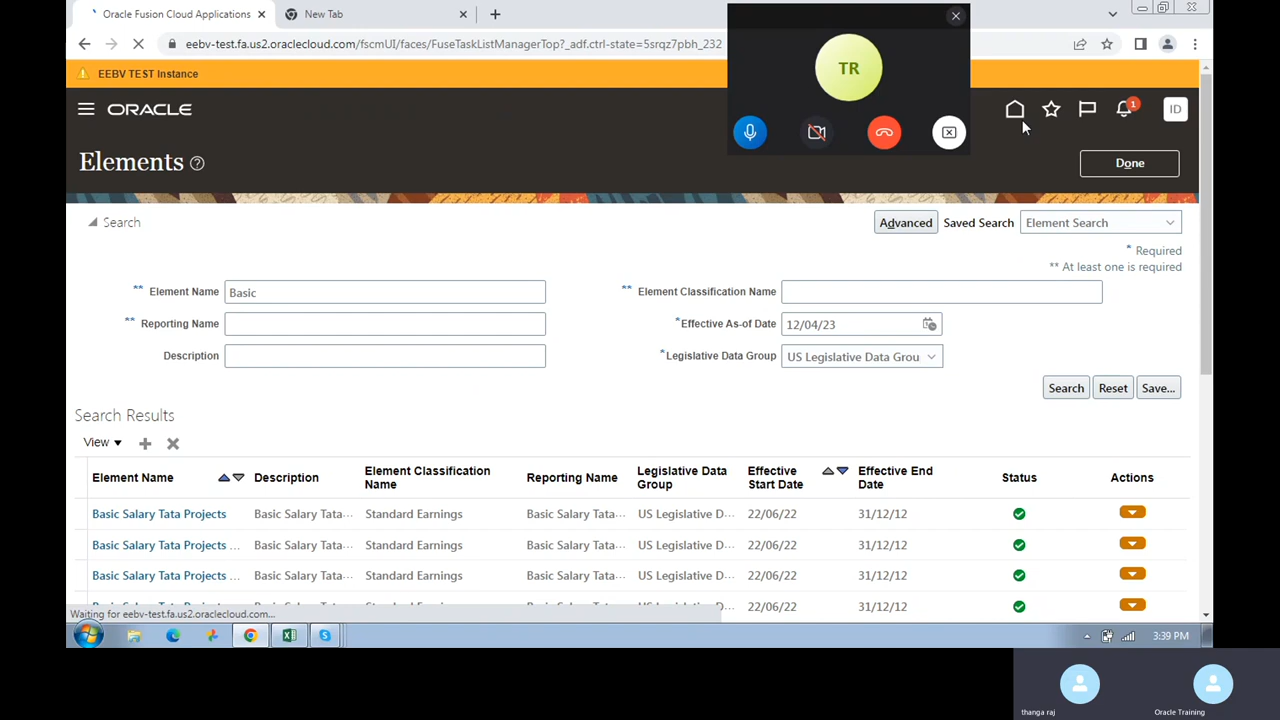 Oracle Fusion Cloud Applications
New Tab
eebv-test.fa.us2.oraclecloud.com/fscmUI/faces/FuseTaskListManagerTop?_adf.ctrl-state=5srqz7pbh_232
TR
EEBV TEST Instance
ORACLE
1
ID
Elements
Done
Search
Advanced
Saved Search
Element Search
* Required
** At least one is required
** Element Name
Basic
** Element Classification Name
** Reporting Name
*Effective As-of Date
12/04/23
Description
*Legislative Data Group
US Legislative Data Grou
Search
Reset
Save...
Search Results
View
Element Name
Description
Element Classification Name
Reporting Name
Legislative Data Group
Effective Start Date
Effective End Date
Status
Actions
Basic Salary Tata Projects Basic Salary Tata... Standard Earnings Basic Salary Tata... US Legislative D... 22/06/22 31/12/12
Basic Salary Tata Projects ... Basic Salary Tata... Standard Earnings Basic Salary Tata... US Legislative D... 22/06/22 31/12/12
Basic Salary Tata Projects ... Basic Salary Tata... Standard Earnings Basic Salary Tata... US Legislative D... 22/06/22 31/12/12
22/06/22 31/12/12
Waiting for eebv-test.fa.us2.oraclecloud.com...
3:39 PM
thanga raj
Oracle Training